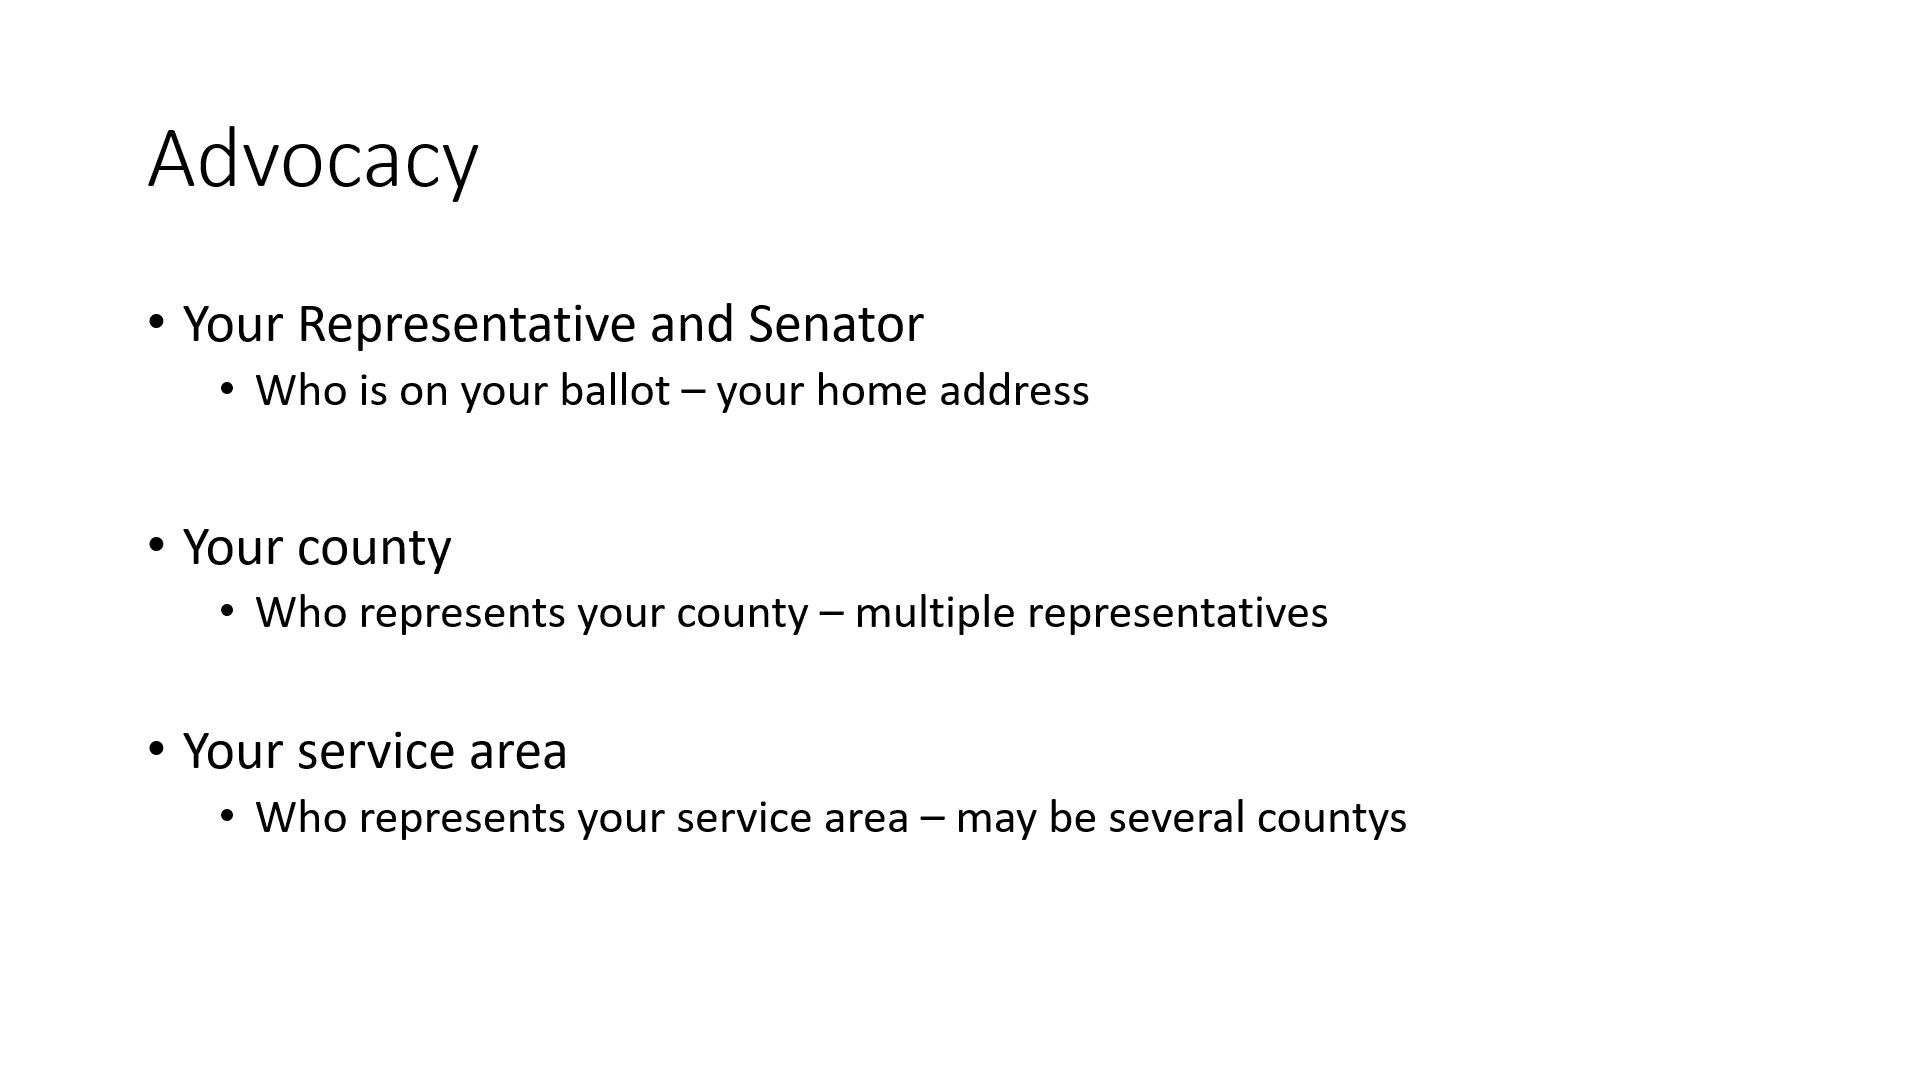 Advocacy
• Your Representative and Senator
• Who is on your ballot – your home address
• Your county
• Who represents your county – multiple representatives
• Your service area
• Who represents your service area – may be several countys